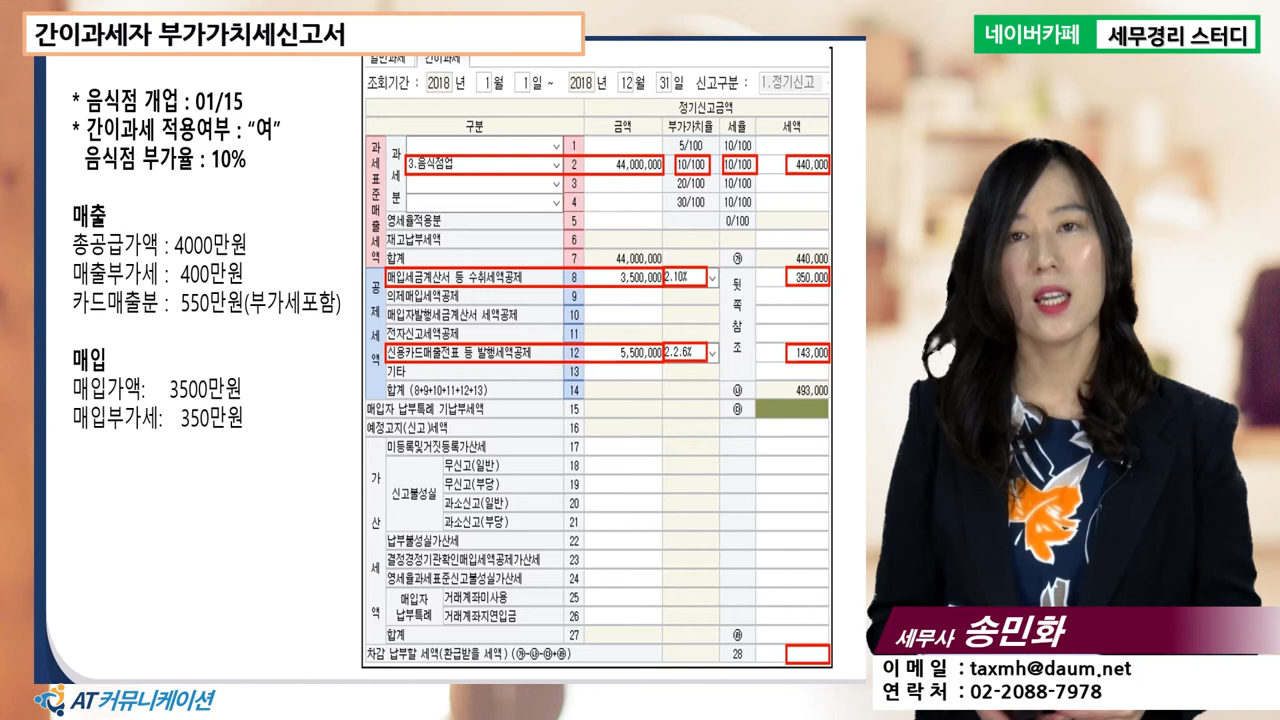 간이과세자 부가가치세신고서
네이버카페 세무경리 스터디
* 음식점 개업 : 01/15
* 간이과세 적용여부 : “여”
음식점 부가율 : 10%
매출
총공급가액 : 4000만원
매출부가세 : 400만원
카드매출분 : 550만원(부가세포함)
매입
매입가액: 3500만원
매입부가세: 350만원
일반과세 간이과세
조회기간 : 2018 년 1 월 1 일 ~ 2018 년 12 월 31 일 신고구분 : 1.정기신고
구분 정기신고금액
금액 부가가치율 세율 세액
과세표준매출세액
과세분
1 5/100 10/100
3.음식점업 2 44,000,000 10/100 10/100 440,000
3 20/100 10/100
4 30/100 10/100
영세율적용분 5 0/100
재고납부세액 6
합계 7 44,000,000 ㉮ 440,000
공제세액
매입세금계산서 등 수취세액공제 8 3,500,000 2.10% 350,000
뒷쪽참조
의제매입세액공제 9
매입자발행세금계산서 세액공제 10
전자신고세액공제 11
신용카드매출전표 등 발행세액공제 12 5,500,000 2.2.6% 143,000
기타 13
합계 (8+9+10+11+12+13) 14 ㉯ 493,000
매입자 납부특례 기납부세액 15 ㉰
예정고지(신고)세액 16
가산세액
미등록및거짓등록가산세 17
신고불성실
무신고(일반) 18
무신고(부당) 19
과소신고(일반) 20
과소신고(부당) 21
납부불성실가산세 22
결정경정기관확인매입세액공제가산세 23
영세율과세표준신고불성실가산세 24
매입자 납부특례
거래계좌미사용 25
거래계좌지연입금 26
합계 27 ㉱
차감 납부할 세액(환급받을 세액) (㉮-㉯-㉰+㉱) 28
세무사 송민화
이 메 일 : taxmh@daum.net
연 락 처 : 02-2088-7978
AT커뮤니케이션